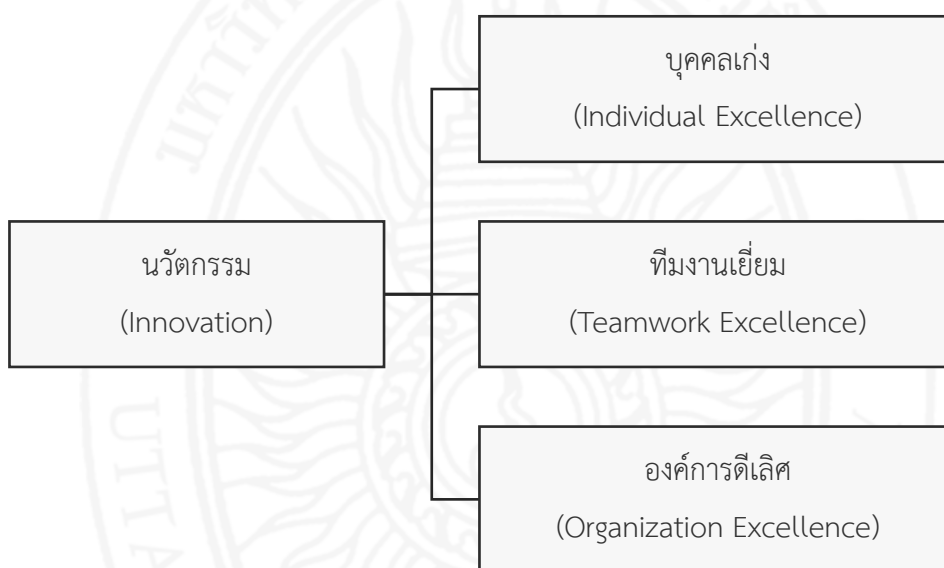 บุคคลเก่ง
(Individual Excellence)
นวัตกรรม
(Innovation)
ทีมงานเยี่ยม
(Teamwork Excellence)
องค์การดีเลิศ
(Organization Excellence)